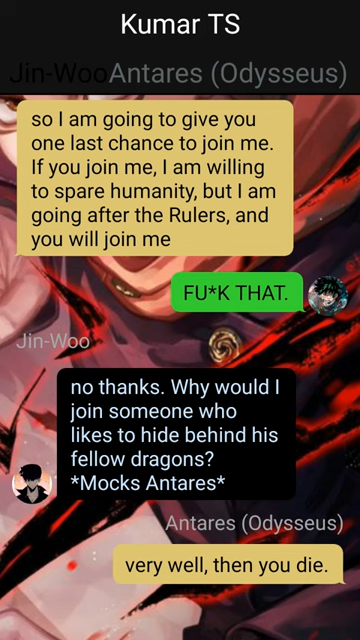 Kumar TS
Jin-Woo Antares (Odysseus)
so I am going to give you
one last chance to join me.
If you join me, I am willing
to spare humanity, but I am
going after the Rulers, and
you will join me
FU*K THAT.
Jin-Woo
no thanks. Why would I
join someone who
likes to hide behind his
fellow dragons?
*Mocks Antares*
Antares (Odysseus)
very well, then you die.